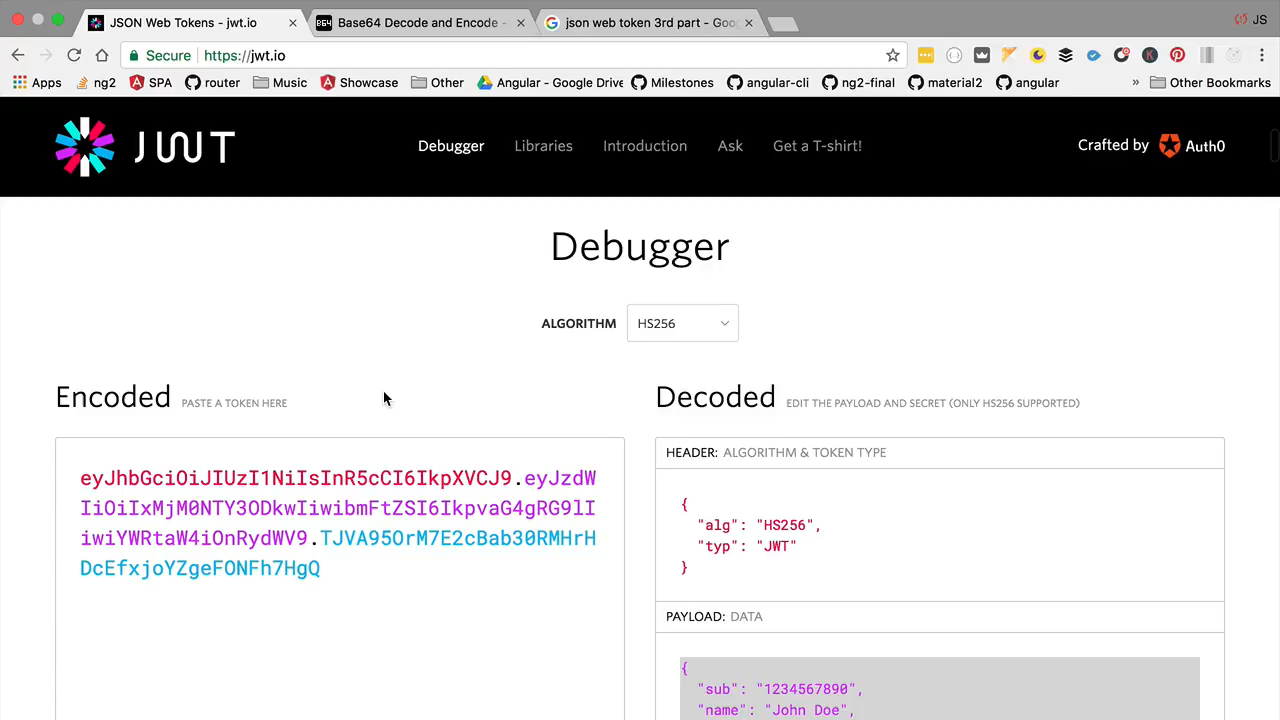 JSON Web Tokens - jwt.io
Base64 Decode and Encode -
json web token 3rd part - Goo
JS
Secure https://jwt.io
Apps ng2 SPA router Music Showcase Other Angular - Google Drive Milestones angular-cli ng2-final material2 angular » Other Bookmarks
JWT
Debugger Libraries Introduction Ask Get a T-shirt!
Crafted by Auth0
Debugger
ALGORITHM HS256
Encoded PASTE A TOKEN HERE
eyJhbGciOiJIUzI1NiIsInR5cCI6IkpXVCJ9.eyJzdW
IiOiIxMjM0NTY3ODkwIiwibmFtZSI6IkpvaG4gRG9lI
iwiYWRtaW4iOnRydWV9.TJVA95OrM7E2cBab30RMHrH
DcEfxjoYZgeFONFh7HgQ
Decoded EDIT THE PAYLOAD AND SECRET (ONLY HS256 SUPPORTED)
HEADER: ALGORITHM & TOKEN TYPE
{
"alg": "HS256",
"typ": "JWT"
}
PAYLOAD: DATA
{
"sub": "1234567890",
"name": "John Doe",